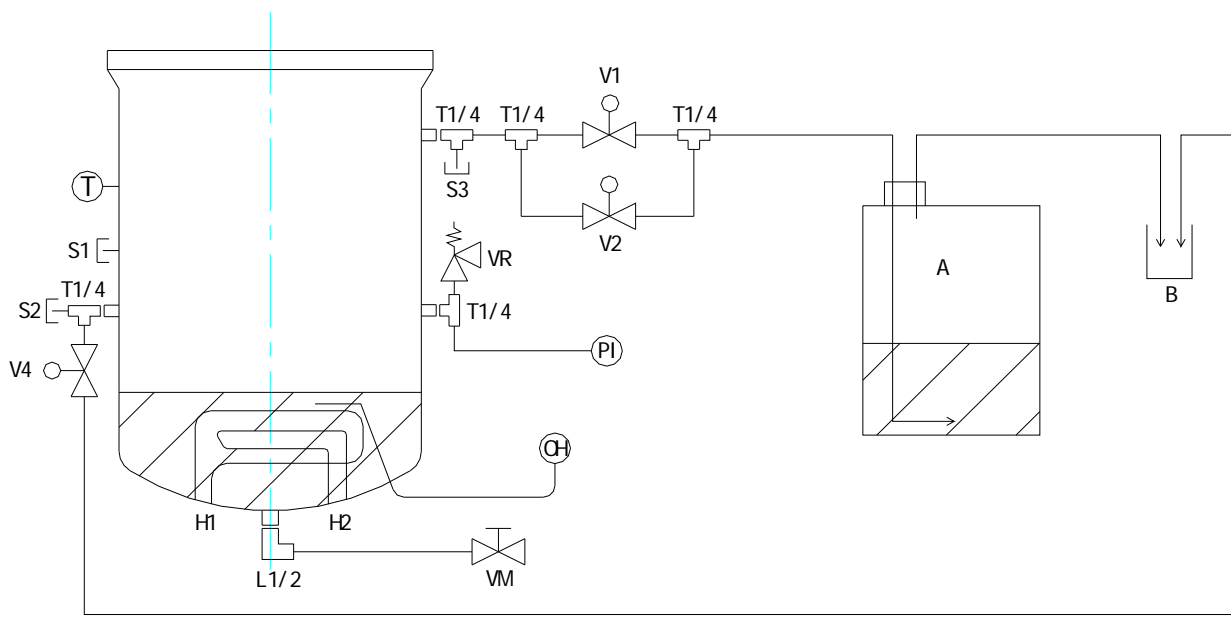 V1
T1/4 T1/4 T1/4
S3
T
V2
S1
VR
A
T1/4
S2
T1/4
B
PI
V4
OH
H1 H2
L1/2
VM